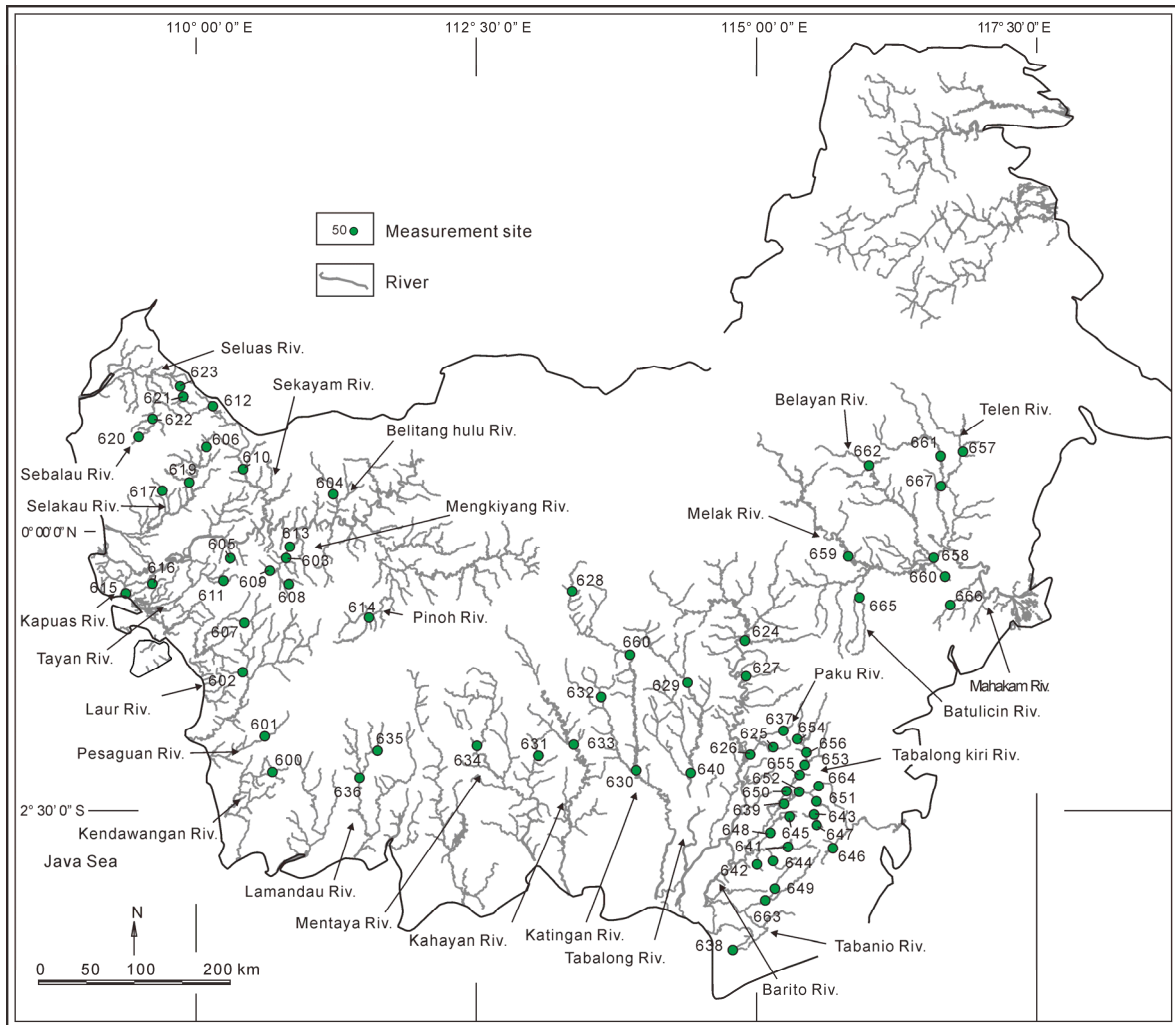 110° 00’ 0” E
112° 30’ 0” E
115° 00’ 0” E
117° 30’ 0” E
50
Measurement site
River
Seluas Riv.
623
Sekayam Riv.
621
612
Belayan Riv.
622
Telen Riv.
620
606
Belitang hulu Riv.
661
657
662
Sebalau Riv.
619
610
604
667
617
Selakau Riv.
Mengkiyang Riv.
Melak Riv.
0° 00’ 0” N
605
613
659
658
603
616
609
660
615
611
608
628
665
666
Kapuas Riv.
614
Pinoh Riv.
607
624
Tayan Riv.
660
627
Paku Riv.
602
632
629
Mahakam Riv.
Laur Riv.
Batulicin Riv.
637
654
601
635
631
633
625
656
Pesaguan Riv.
626
655
653
Tabalong kiri Riv.
600
634
630
640
652
664
636
650
651
2° 30’ 0” S
639
643
Kendawangan Riv.
648
645
647
641
646
Java Sea
642
644
Lamandau Riv.
649
N
Mentaya Riv.
663
Kahayan Riv.
Katingan Riv.
638
Tabanio Riv.
Tabalong Riv.
0 50 100 200 km
Barito Riv.